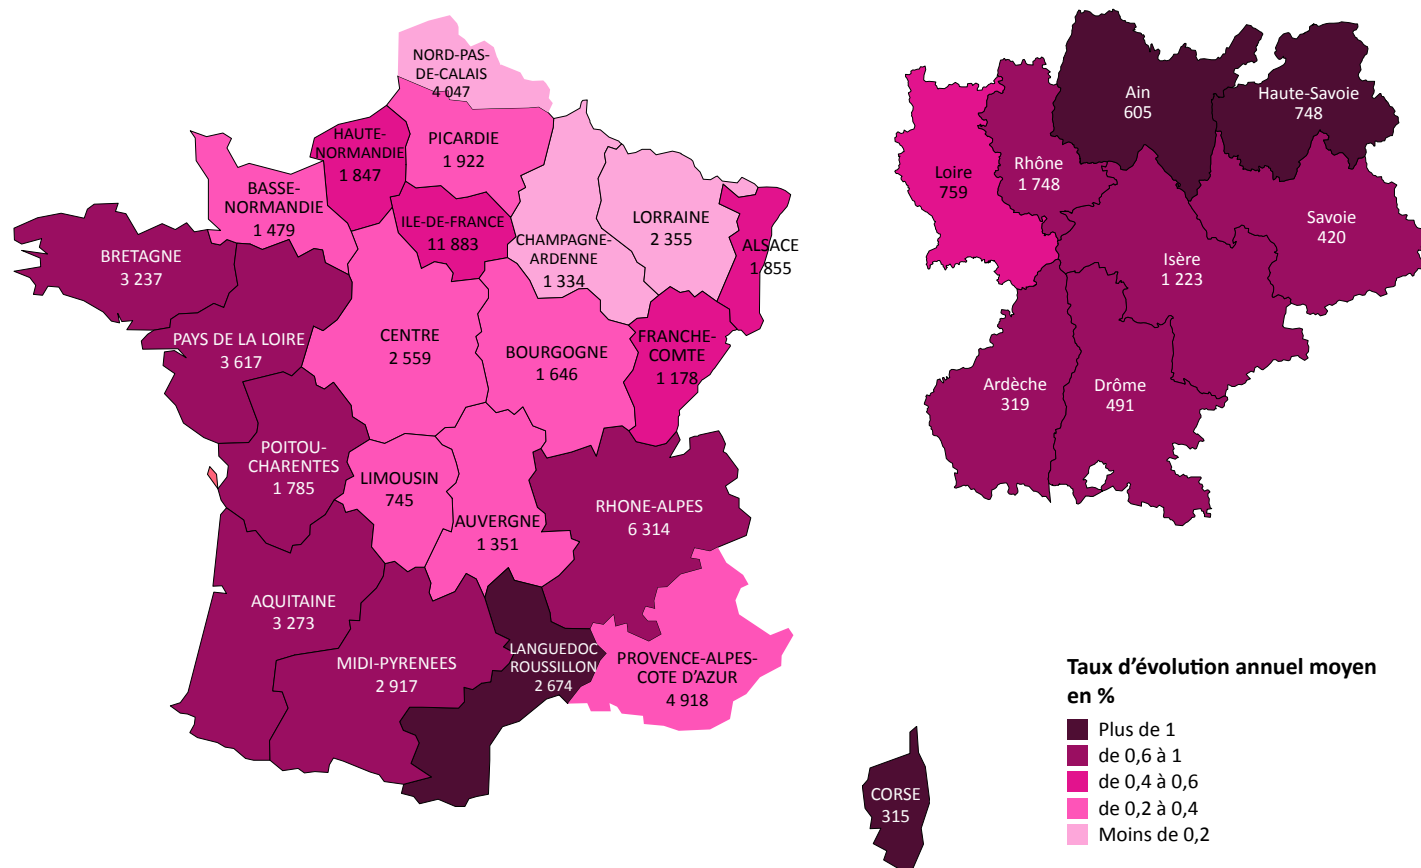 NORD-PAS-
DE-CALAIS
4 047
HAUTE-
NORMANDIE
1 847
PICARDIE
1 922
BASSE-
NORMANDIE
1 479
ILE-DE-FRANCE
11 883
CHAMPAGNE-
ARDENNE
1 334
LORRAINE
2 355
ALSACE
1 855
BRETAGNE
3 237
PAYS DE LA LOIRE
3 617
CENTRE
2 559
BOURGOGNE
1 646
FRANCHE-
COMTE
1 178
POITOU-
CHARENTES
1 785
LIMOUSIN
745
AUVERGNE
1 351
RHONE-ALPES
6 314
AQUITAINE
3 273
MIDI-PYRENEES
2 917
LANGUEDOC
ROUSSILLON
2 674
PROVENCE-ALPES-
COTE D’AZUR
4 918
CORSE
315
Ain
605
Haute-Savoie
748
Loire
759
Rhône
1 748
Savoie
420
Isère
1 223
Ardèche
319
Drôme
491
Taux d’évolution annuel moyen
en %
Plus de 1
de 0,6 à 1
de 0,4 à 0,6
de 0,2 à 0,4
Moins de 0,2